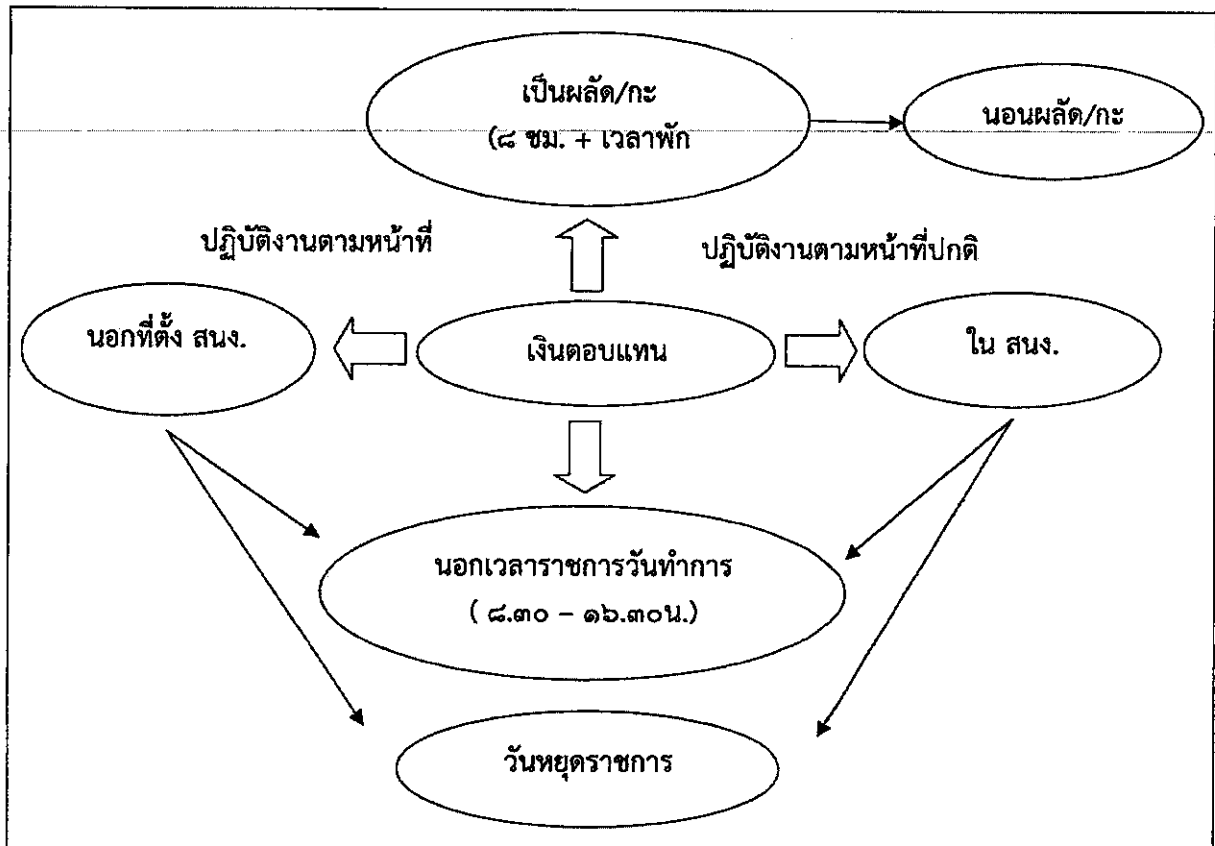 เป็นผลัด/กะ
(๘ ชม. + เวลาพัก
นอนผลัด/กะ
ปฏิบัติงานตามหน้าที่
ปฏิบัติงานตามหน้าที่ปกติ
นอกที่ตั้ง สนง.
เงินตอบแทน
ใน สนง.
นอกเวลาราชการวันทำการ
( ๘.๓๐ – ๑๖.๓๐น.)
วันหยุดราชการ